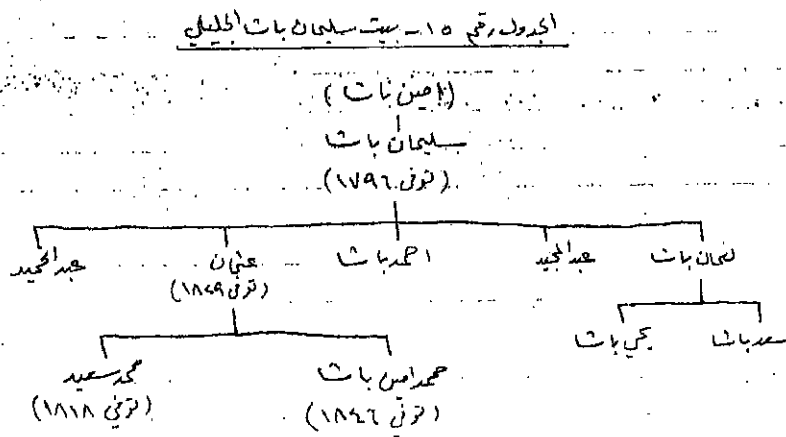 الجدول رقم ١٥ - بيت سليمان باشا الجليلي
(امين باشا)
سليمان باشا
(توفي ١٧٩٦)
نعمان باشا
عبد المجيد
احمد باشا
عثمان
(توفي ١٨٤٩)
عبد الحميد
سعد باشا
يحيى باشا
محمد امين باشا
(توفي ١٨٤٦)
محمد سعيد
(توفي ١٨١٨)